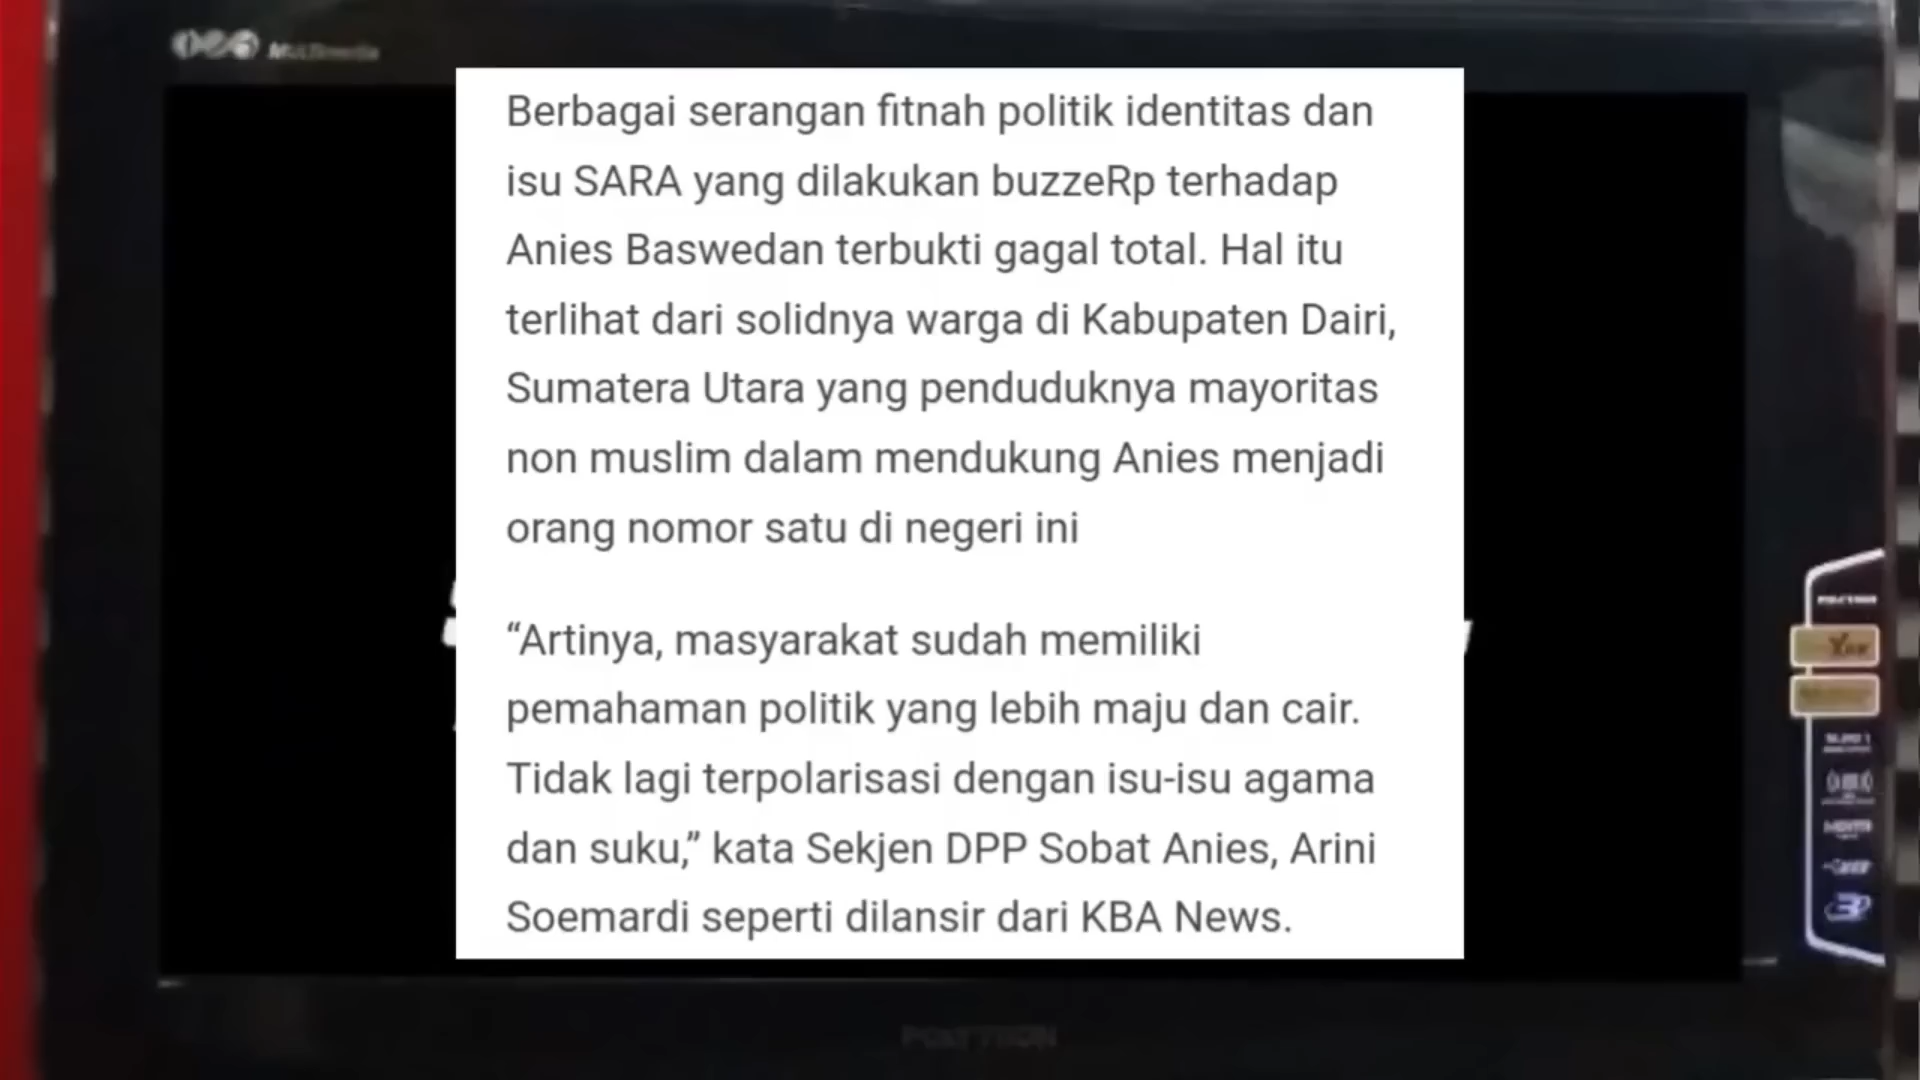 Multimedia
Berbagai serangan fitnah politik identitas dan
isu SARA yang dilakukan buzzeRp terhadap
Anies Baswedan terbukti gagal total. Hal itu
terlihat dari solidnya warga di Kabupaten Dairi,
Sumatera Utara yang penduduknya mayoritas
non muslim dalam mendukung Anies menjadi
orang nomor satu di negeri ini
“Artinya, masyarakat sudah memiliki
pemahaman politik yang lebih maju dan cair.
Tidak lagi terpolarisasi dengan isu-isu agama
dan suku,” kata Sekjen DPP Sobat Anies, Arini
Soemardi seperti dilansir dari KBA News.
HDMI
POLYTRON